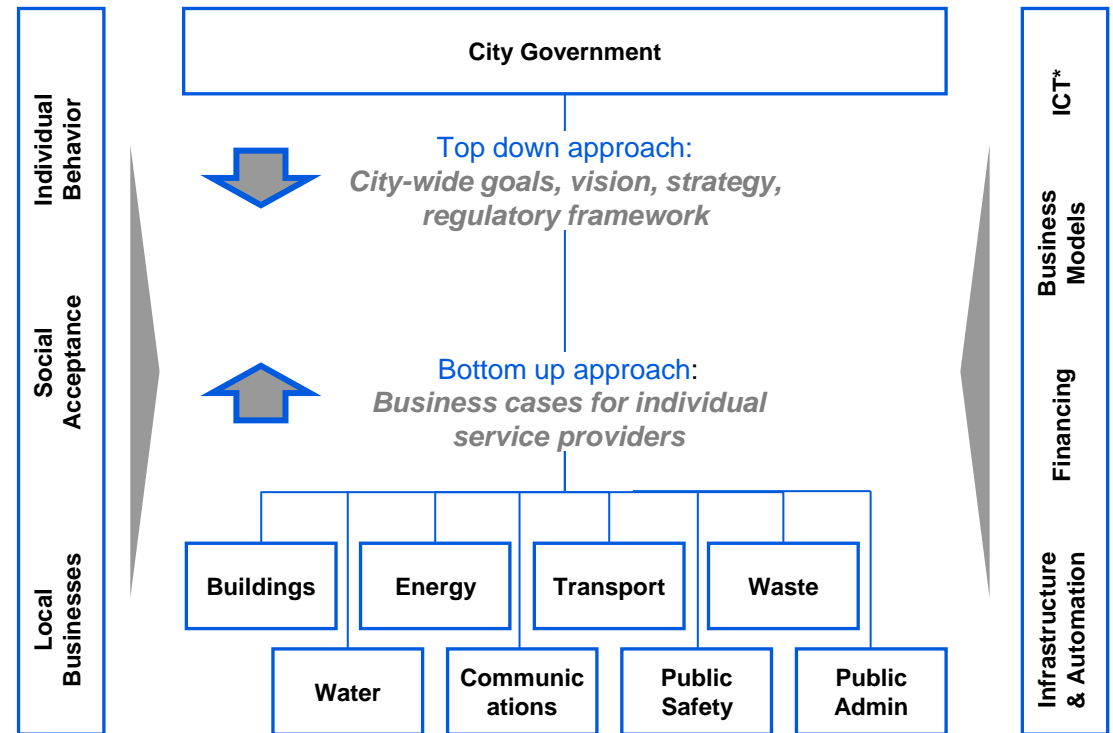 City Government
Individual
Behavior
Social
Acceptance
Local
Businesses
Top down approach:
City-wide goals, vision, strategy,
regulatory framework
Bottom up approach:
Business cases for individual
service providers
Buildings
Energy
Transport
Waste
Water
Communic
ations
Public
Safety
Public
Admin
ICT*
Business
Models
Financing
Infrastructure
& Automation